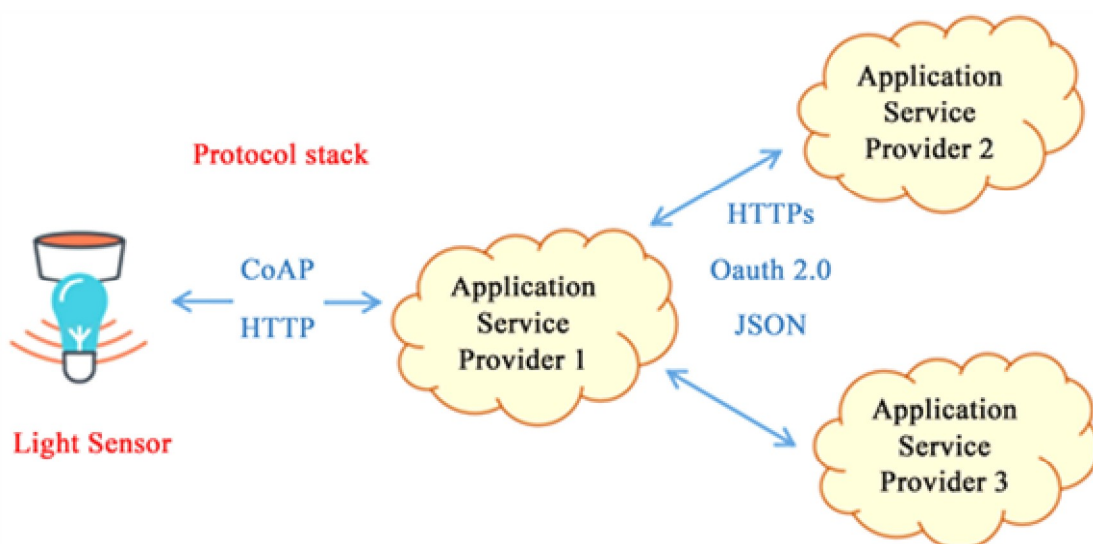 Protocol stack
Light Sensor
CoAP
HTTP
Application
Service
Provider 1
HTTPs
Oauth 2.0
JSON
Application
Service
Provider 2
Application
Service
Provider 3